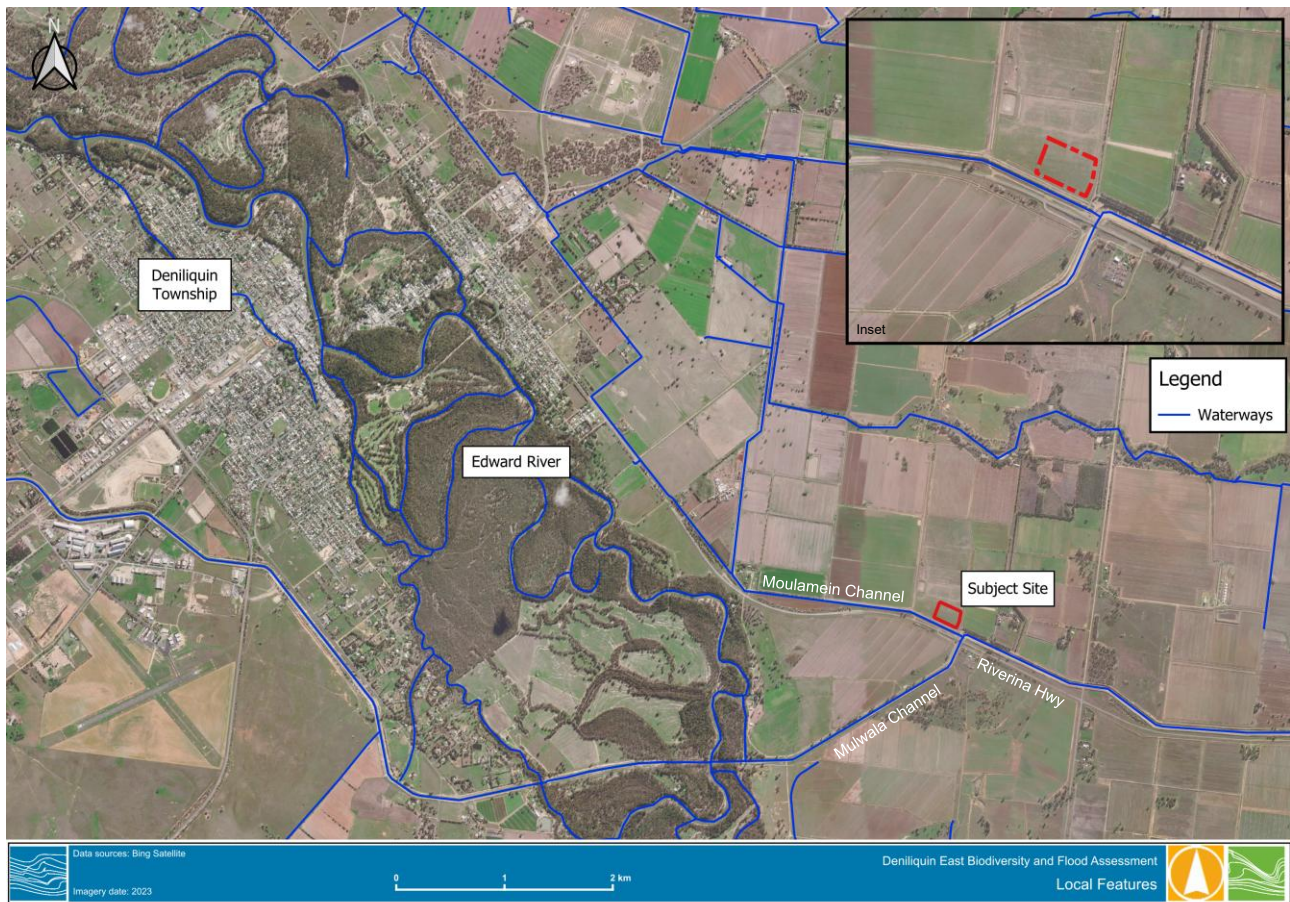 N
Inset
Legend
Waterways
Deniliquin
Township
Edward River
Moulamein Channel
Subject Site
Riverina Hwy
Mulwala Channel
Data sources: Bing Satellite
Imagery date: 2023
0 1 2 km
Deniliquin East Biodiversity and Flood Assessment
Local Features